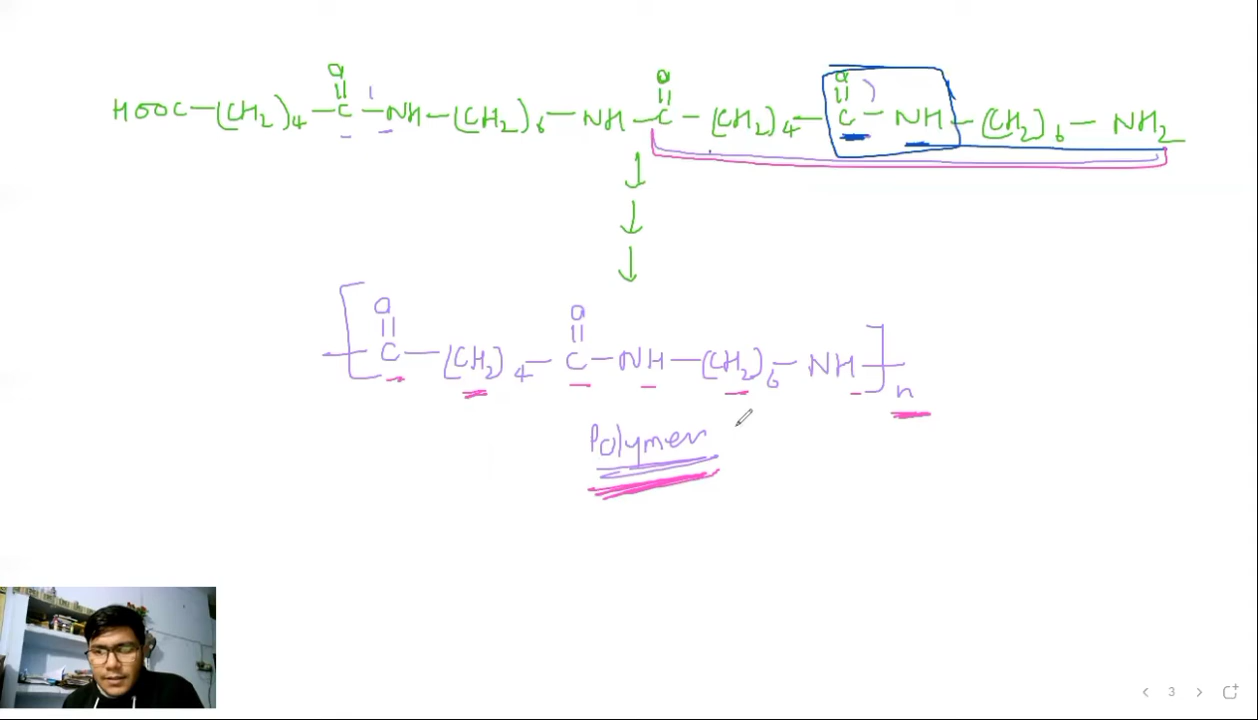 O O O
HOOC-(CH2)4-C-NH-(CH2)6-NH-C-(CH2)4-C-NH-(CH2)6-NH2
O O
[-C-(CH2)4-C-NH-(CH2)6-NH-]n
Polymer
3